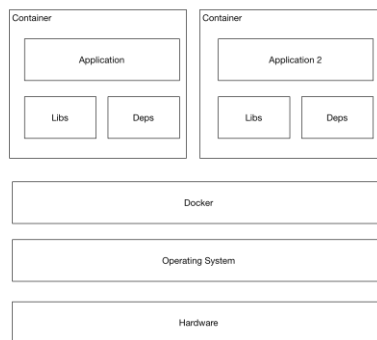 Container
Container
Application
Application 2
Libs
Deps
Libs
Deps
Docker
Operating System
Hardware